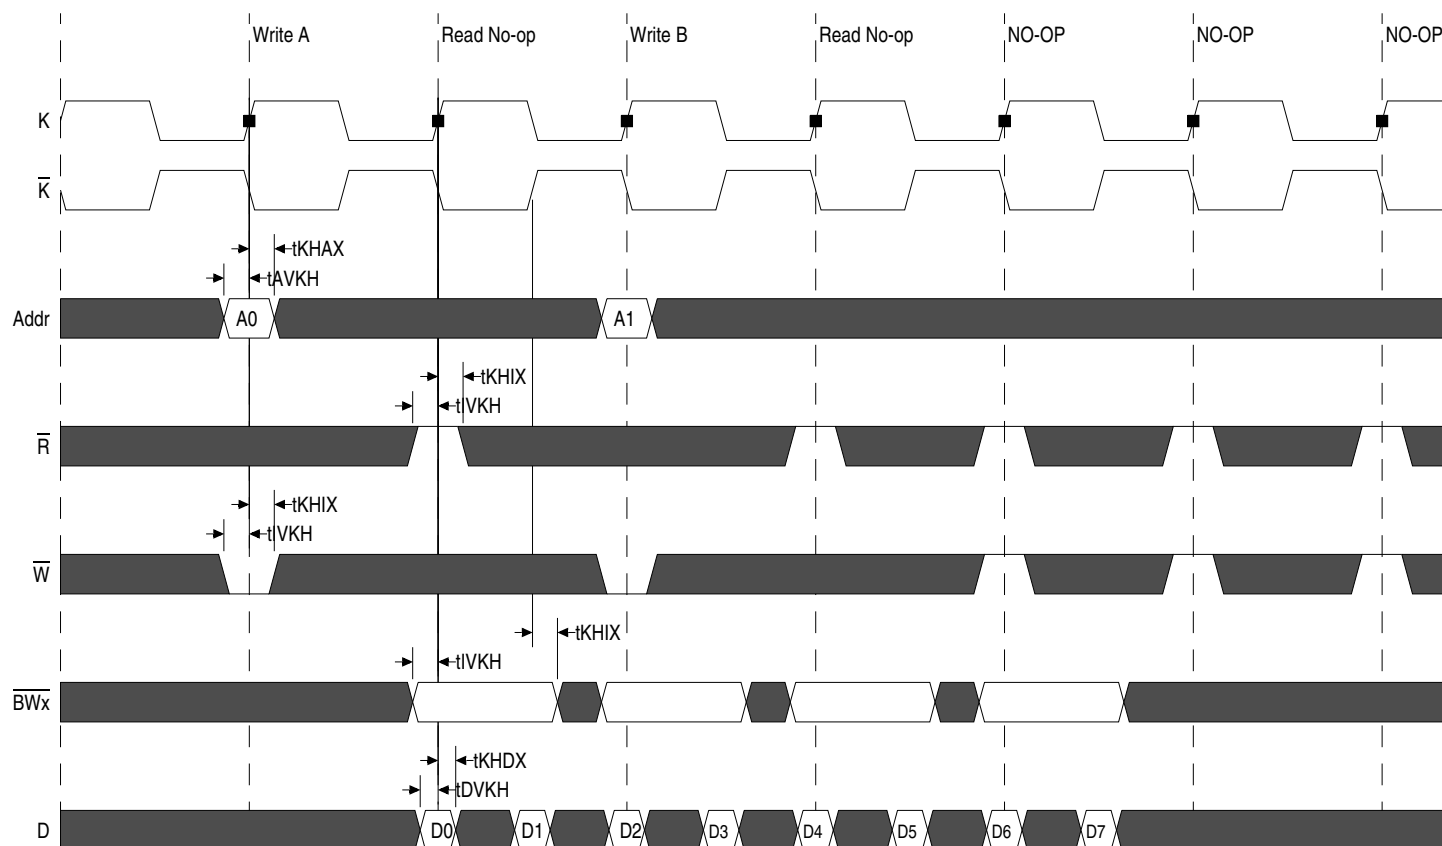 Write A Read No-op Write B Read No-op NO-OP NO-OP NO-OP
K
K̅
tKHAX
tAVKH
Addr A0 A1
tKHIX
tIVKH
R̅
tKHIX
tIVKH
W̅
tKHIX
tIVKH
B̅W̅x̅
tKHDX
tDVKH
D D0 D1 D2 D3 D4 D5 D6 D7